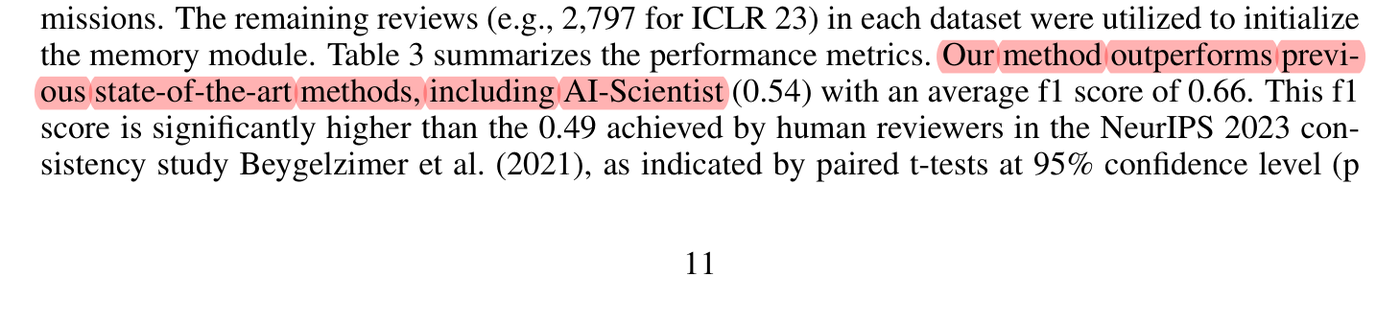 missions. The remaining reviews (e.g., 2,797 for ICLR 23) in each dataset were utilized to initialize
the memory module. Table 3 summarizes the performance metrics. Our method outperforms previ-
ous state-of-the-art methods, including AI-Scientist (0.54) with an average f1 score of 0.66. This f1
score is significantly higher than the 0.49 achieved by human reviewers in the NeurIPS 2023 con-
sistency study Beygelzimer et al. (2021), as indicated by paired t-tests at 95% confidence level (p
11